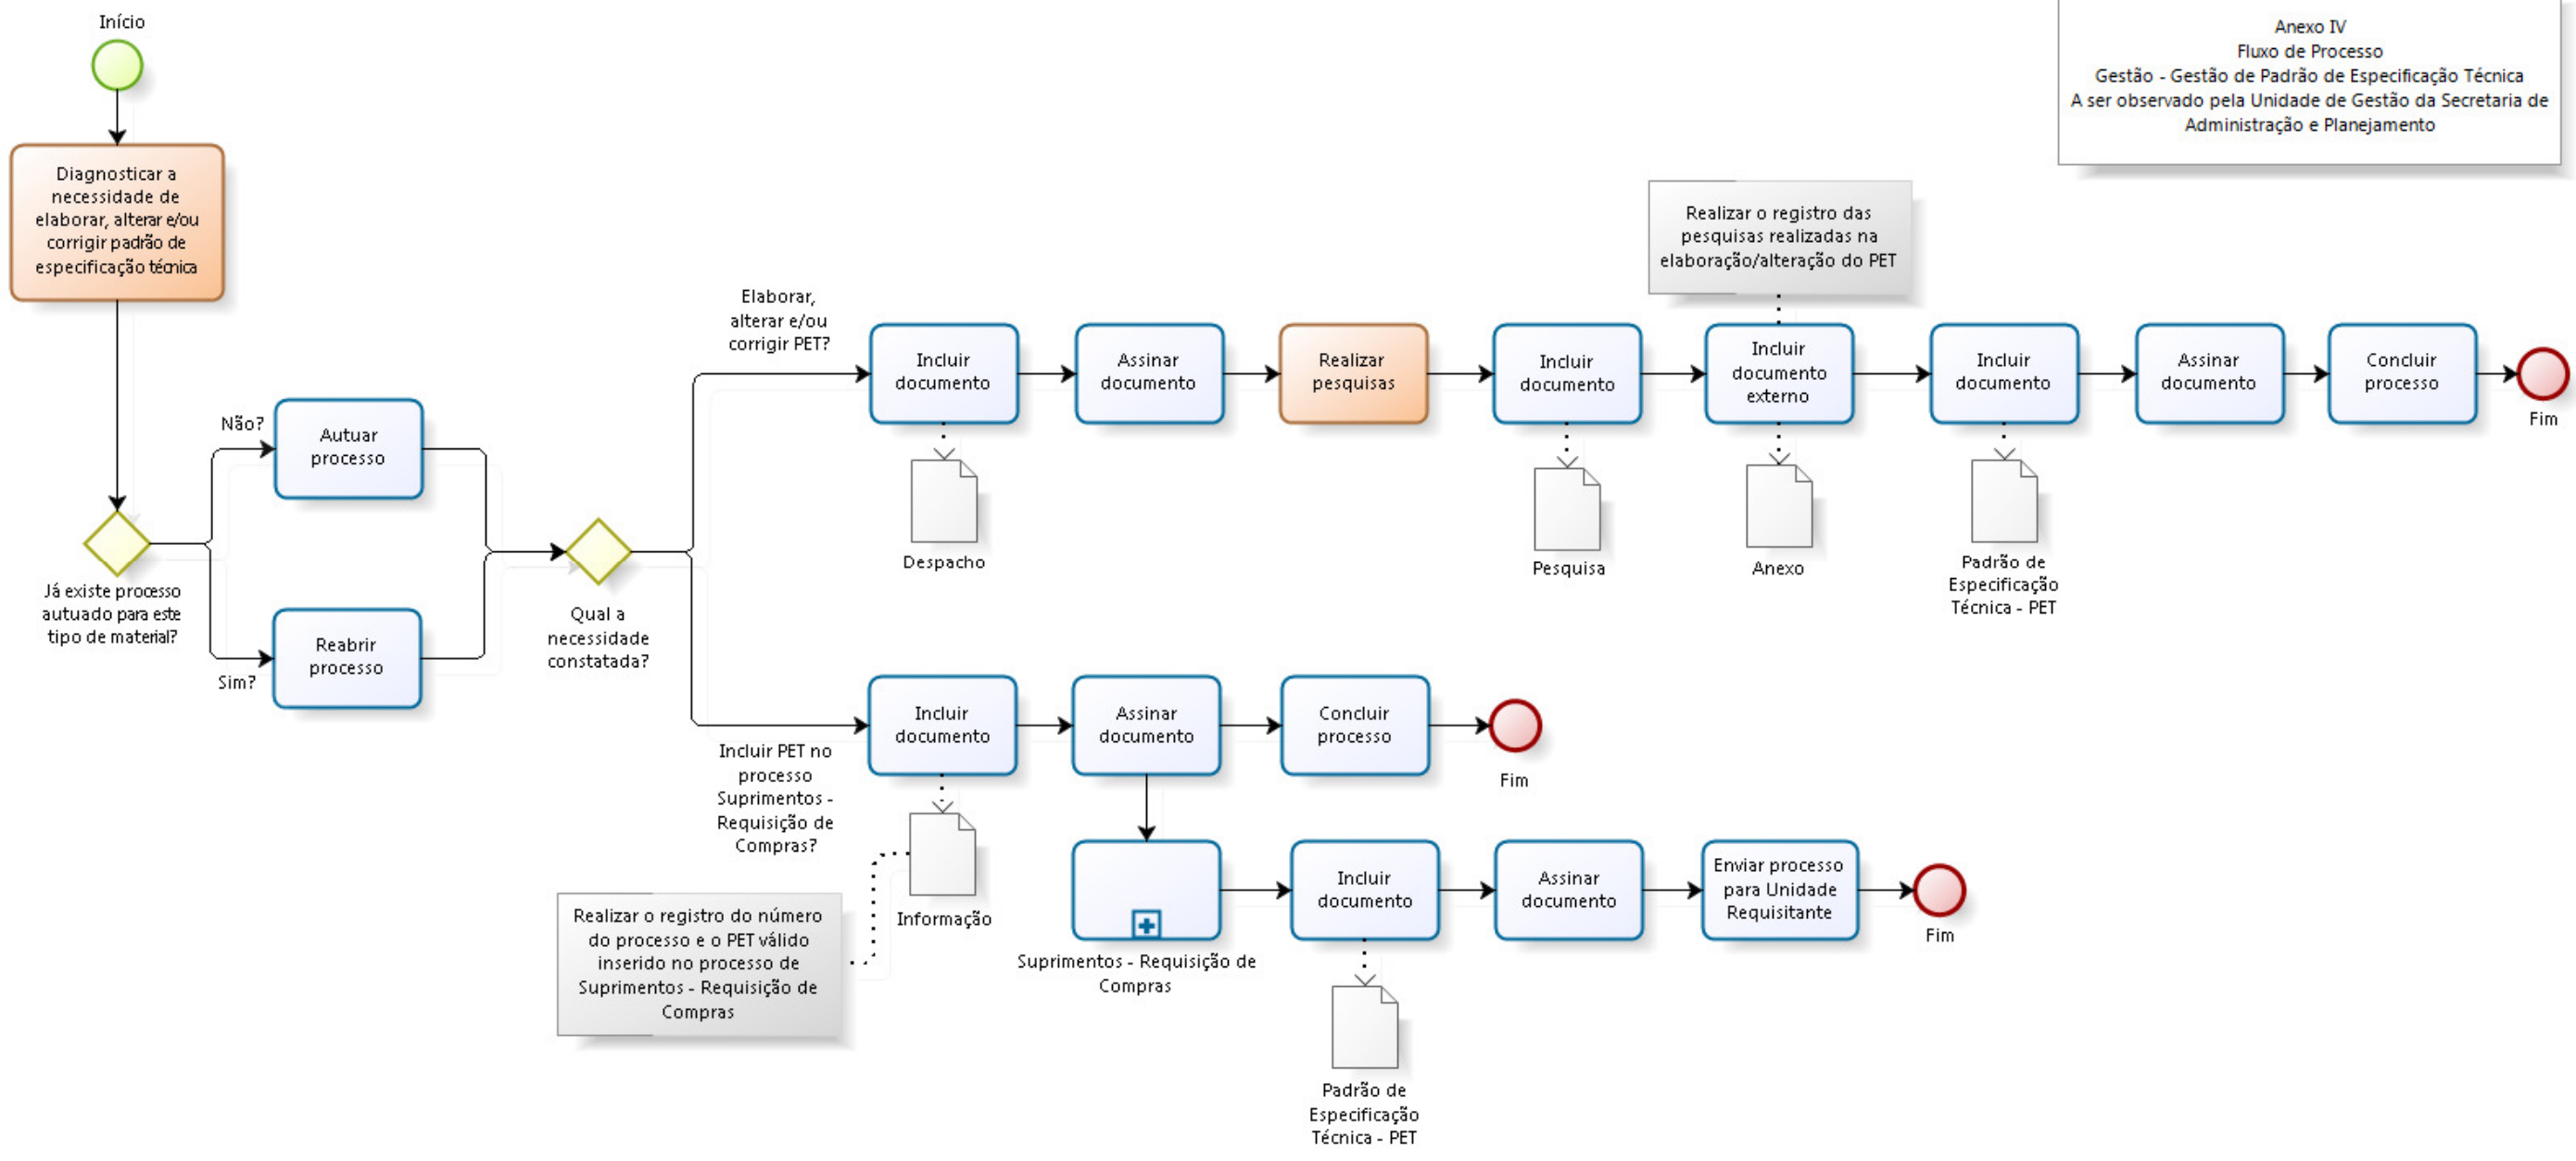 Início
Anexo IV
Fluxo de Processo
Gestão - Gestão de Padrão de Especificação Técnica
A ser observado pela Unidade de Gestão da Secretaria de
Administração e Planejamento
Diagnosticar a
necessidade de
elaborar, alterar e/ou
corrigir padrão de
especificação técnica
Já existe processo
autuado para este
tipo de material?
Não?
Autuar
processo
Sim?
Reabrir
processo
Qual a
necessidade
constatada?
Elaborar,
alterar e/ou
corrigir PET?
Incluir
documento
Despacho
Assinar
documento
Realizar
pesquisas
Incluir
documento
Pesquisa
Realizar o registro das
pesquisas realizadas na
elaboração/alteração do PET
Incluir
documento
externo
Anexo
Incluir
documento
Padrão de
Especificação
Técnica - PET
Assinar
documento
Concluir
processo
Fim
Incluir PET no
processo
Suprimentos -
Requisição de
Compras?
Incluir
documento
Informação
Realizar o registro do número
do processo e o PET válido
inserido no processo de
Suprimentos - Requisição de
Compras
Assinar
documento
Concluir
processo
Fim
Suprimentos - Requisição de
Compras
Incluir
documento
Padrão de
Especificação
Técnica - PET
Assinar
documento
Enviar processo
para Unidade
Requisitante
Fim